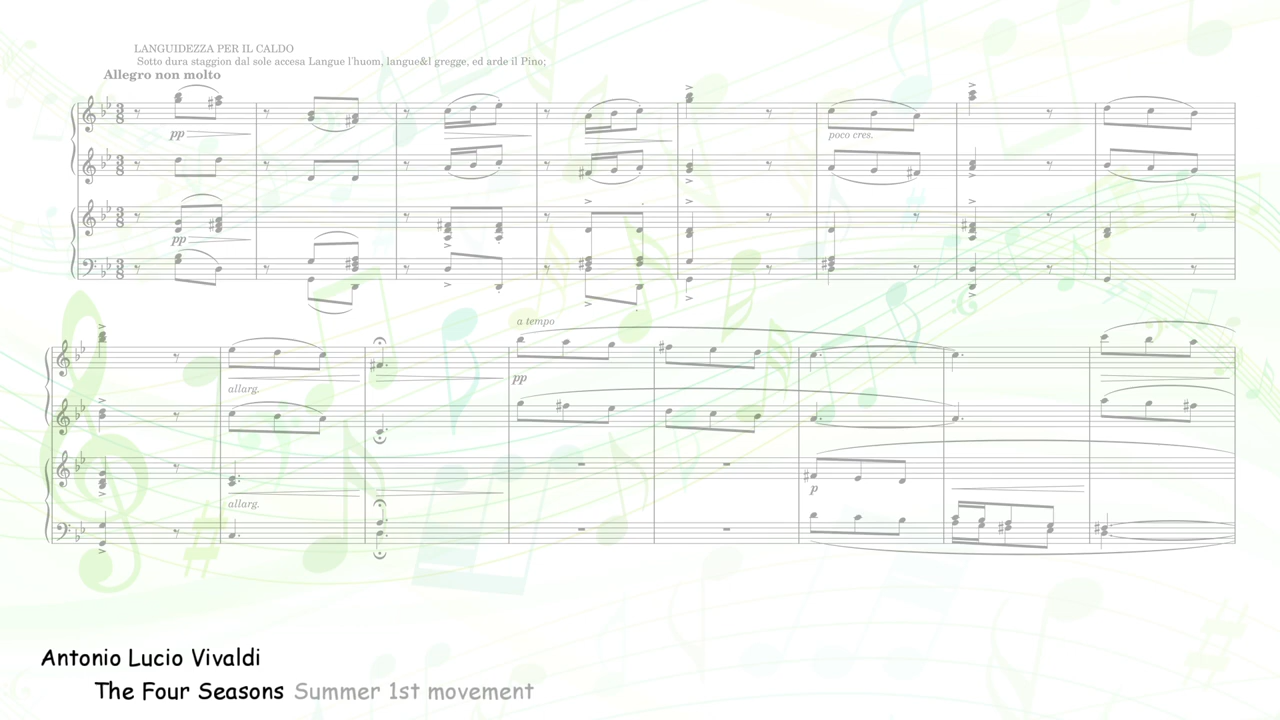 LANGUIDEZZA PER IL CALDO
Sotto dura staggion dal sole accesa Langue l'huom, langue&l gregge, ed arde il Pino;
Allegro non molto
pp
poco cres.
pp
a tempo
pp
allarg.
p
allarg.
Antonio Lucio Vivaldi
The Four Seasons Summer 1st movement